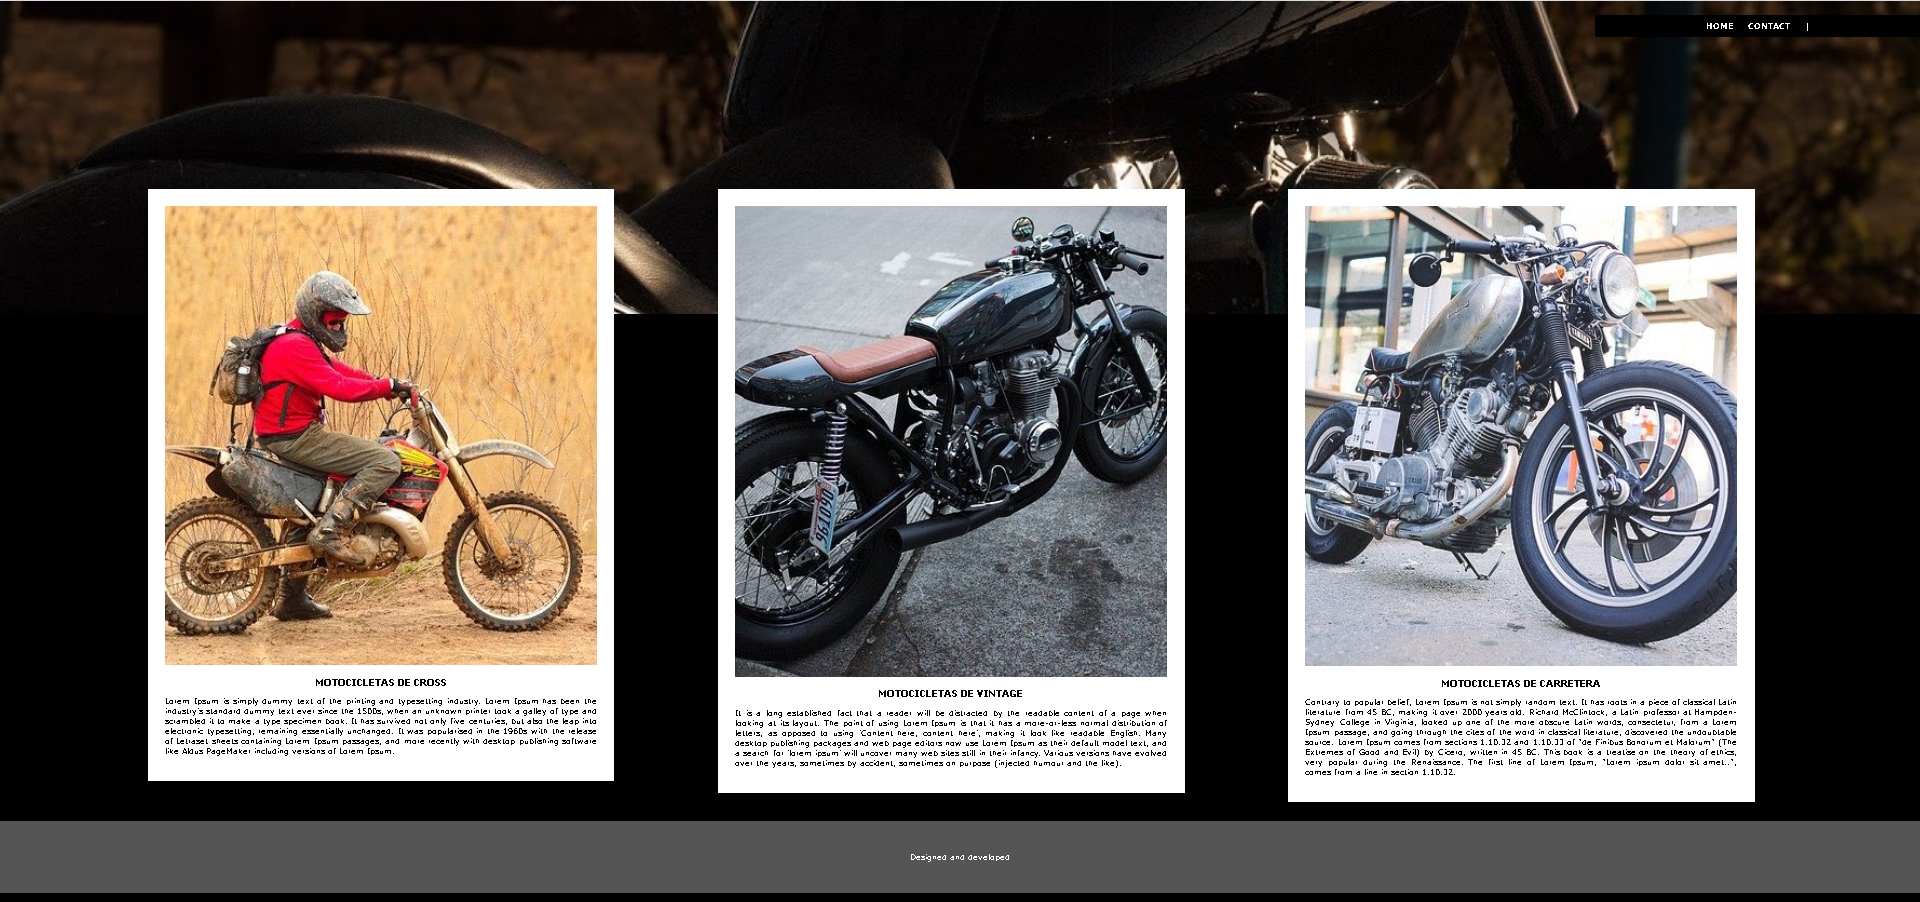 HOME CONTACT |
961090
YAMAHA
MOTOCICLETAS DE CROSS
Lorem Ipsum is simply dummy text of the printing and typesetting industry. Lorem Ipsum has been the
industry's standard dummy text ever since the 1500s, when an unknown printer took a galley of type and
scrambled it to make a type specimen book. It has survived not only five centuries, but also the leap into
electronic typesetting, remaining essentially unchanged. It was popularised in the 1960s with the release
of Letraset sheets containing Lorem Ipsum passages, and more recently with desktop publishing software
like Aldus PageMaker including versions of Lorem Ipsum.
MOTOCICLETAS DE VINTAGE
It is a long established fact that a reader will be distracted by the readable content of a page when
looking at its layout. The point of using Lorem Ipsum is that it has a more-or-less normal distribution of
letters, as opposed to using 'Content here, content here', making it look like readable English. Many
desktop publishing packages and web page editors now use Lorem Ipsum as their default model text, and
a search for 'lorem ipsum' will uncover many web sites still in their infancy. Various versions have evolved
over the years, sometimes by accident, sometimes on purpose (injected humour and the like).
MOTOCICLETAS DE CARRETERA
Contrary to popular belief, Lorem Ipsum is not simply random text. It has roots in a piece of classical Latin
literature from 45 BC, making it over 2000 years old. Richard McClintock, a Latin professor at Hampden-
Sydney College in Virginia, looked up one of the more obscure Latin words, consectetur, from a Lorem
Ipsum passage, and going through the cites of the word in classical literature, discovered the undoubtable
source. Lorem Ipsum comes from sections 1.10.32 and 1.10.33 of "de Finibus Bonorum et Malorum" (The
Extremes of Good and Evil) by Cicero, written in 45 BC. This book is a treatise on the theory of ethics,
very popular during the Renaissance. The first line of Lorem Ipsum, "Lorem ipsum dolor sit amet..",
comes from a line in section 1.10.32.
Designed and developed